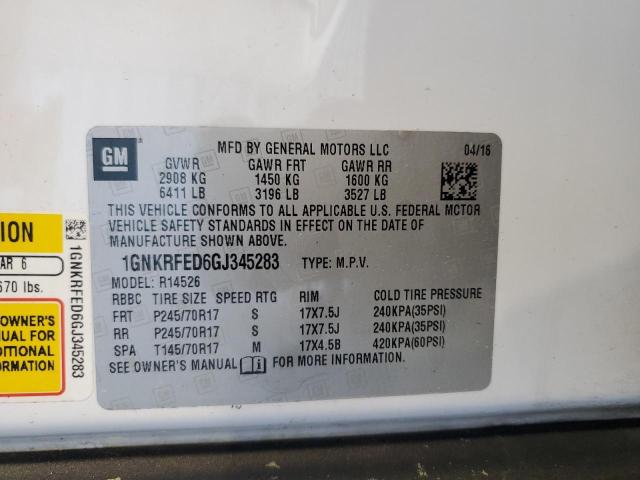 GM
MFD BY GENERAL MOTORS LLC 04/16
GVWR GAWR FRT GAWR RR
2908 KG 1450 KG 1600 KG
6411 LB 3196 LB 3527 LB
THIS VEHICLE CONFORMS TO ALL APPLICABLE U.S. FEDERAL MOTOR
VEHICLE SAFETY STANDARDS IN EFFECT ON THE DATE OF
MANUFACTURE SHOWN ABOVE.
1GNKRFED6GJ345283 TYPE: M.P.V.
MODEL: R14526
RBBC TIRE SIZE SPEED RTG RIM COLD TIRE PRESSURE
FRT P245/70R17 S 17X7.5J 240KPA(35PSI)
RR P245/70R17 S 17X7.5J 240KPA(35PSI)
SPA T145/70R17 M 17X4.5B 420KPA(60PSI)
SEE OWNER'S MANUAL FOR MORE INFORMATION.
ION
AR 6
670 lbs.
OWNER'S
UAL FOR
DITIONAL
RMATION
1GNKRFED6GJ345283